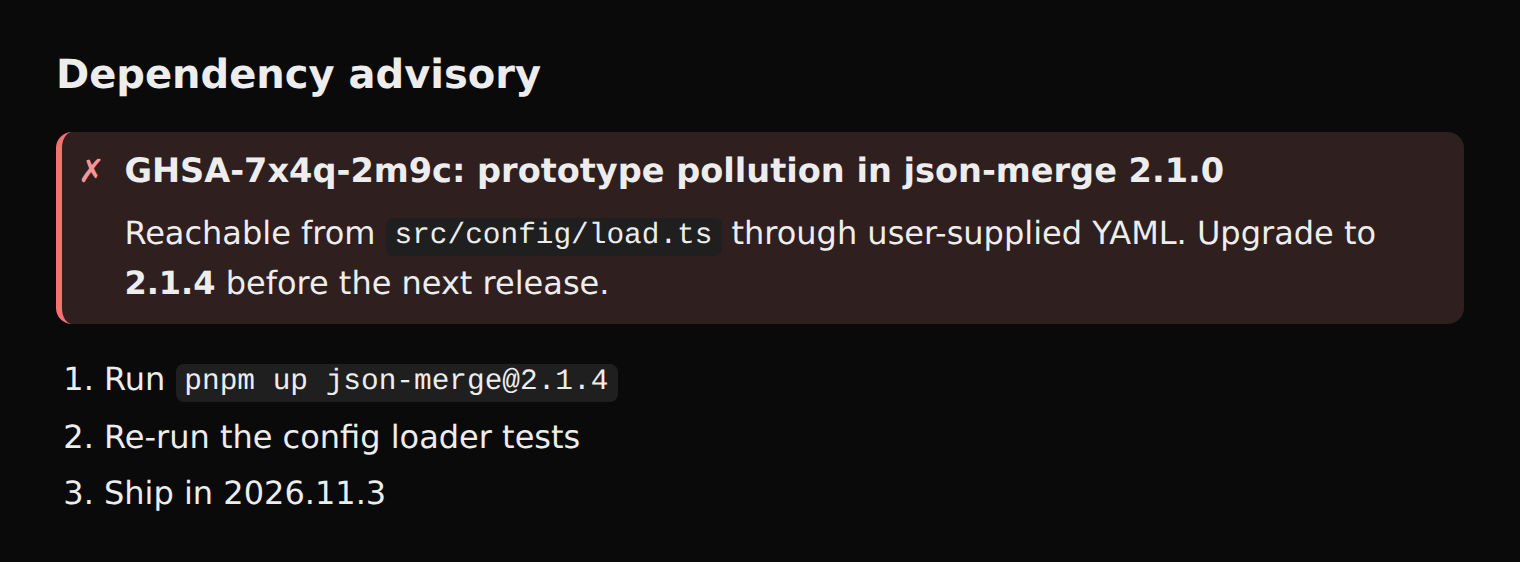 Dependency advisory
✗ GHSA-7x4q-2m9c: prototype pollution in json-merge 2.1.0
Reachable from src/config/load.ts through user-supplied YAML. Upgrade to
2.1.4 before the next release.
1. Run pnpm up json-merge@2.1.4
2. Re-run the config loader tests
3. Ship in 2026.11.3